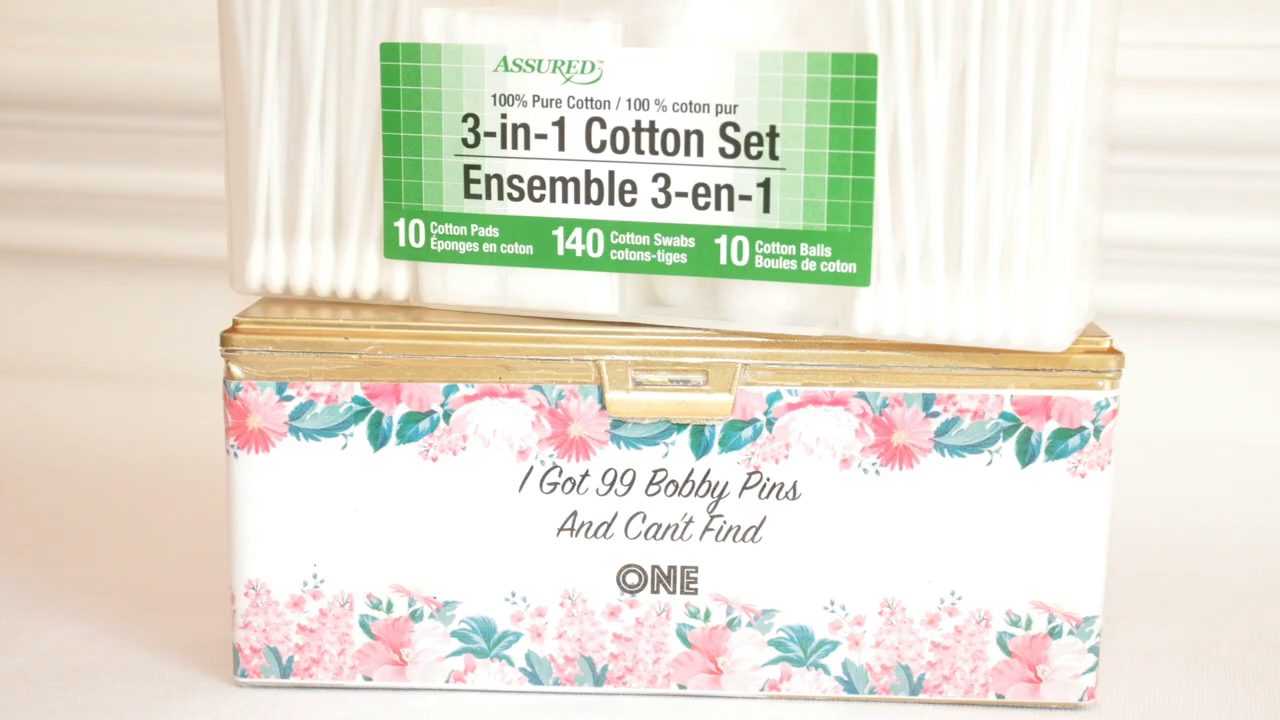 ASSURED
100% Pure Cotton / 100 % coton pur
3-in-1 Cotton Set
Ensemble 3-en-1
10 Cotton Pads
Éponges en coton
140 Cotton Swabs
cotons-tiges
10 Cotton Balls
Boules de coton
I Got 99 Bobby Pins
And Can't Find
ONE